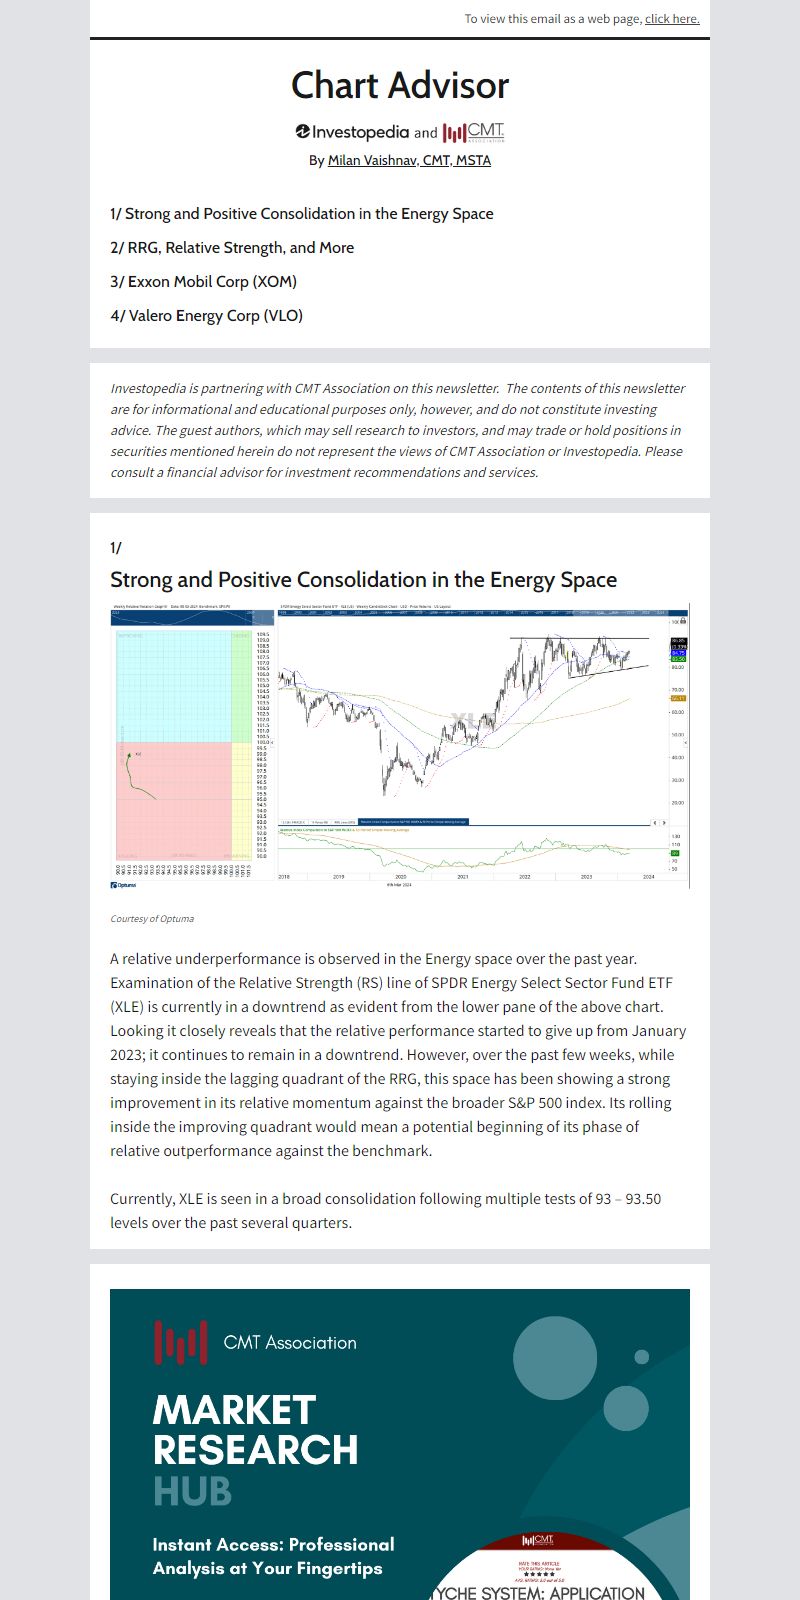 To view this email as a web page, click here.
Chart Advisor
Investopedia and CMT ASSOCIATION
By Milan Vaishnav, CMT, MSTA
1/ Strong and Positive Consolidation in the Energy Space
2/ RRG, Relative Strength, and More
3/ Exxon Mobil Corp (XOM)
4/ Valero Energy Corp (VLO)
Investopedia is partnering with CMT Association on this newsletter.  The contents of this newsletter
are for informational and educational purposes only, however, and do not constitute investing
advice. The guest authors, which may sell research to investors, and may trade or hold positions in
securities mentioned herein do not represent the views of CMT Association or Investopedia. Please
consult a financial advisor for investment recommendations and services.
1/
Strong and Positive Consolidation in the Energy Space
XLE
2018 2019 2020 2021 2022 2023 2024
Optuma
Courtesy of Optuma
A relative underperformance is observed in the Energy space over the past year.
Examination of the Relative Strength (RS) line of SPDR Energy Select Sector Fund ETF
(XLE) is currently in a downtrend as evident from the lower pane of the above chart.
Looking it closely reveals that the relative performance started to give up from January
2023; it continues to remain in a downtrend. However, over the past few weeks, while
staying inside the lagging quadrant of the RRG, this space has been showing a strong
improvement in its relative momentum against the broader S&P 500 index. Its rolling
inside the improving quadrant would mean a potential beginning of its phase of
relative outperformance against the benchmark.
Currently, XLE is seen in a broad consolidation following multiple tests of 93 – 93.50
levels over the past several quarters.
CMT Association
MARKET
RESEARCH
HUB
Instant Access: Professional
Analysis at Your Fingertips
CMT
RATE THIS ARTICLE
YCHE SYSTEM: APPLICATION